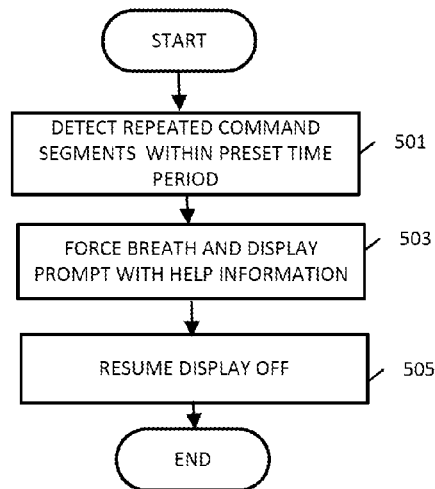 START
DETECT REPEATED COMMAND
SEGMENTS WITHIN PRESET TIME
PERIOD
501
FORCE BREATH AND DISPLAY
PROMPT WITH HELP INFORMATION
503
RESUME DISPLAY OFF
505
END